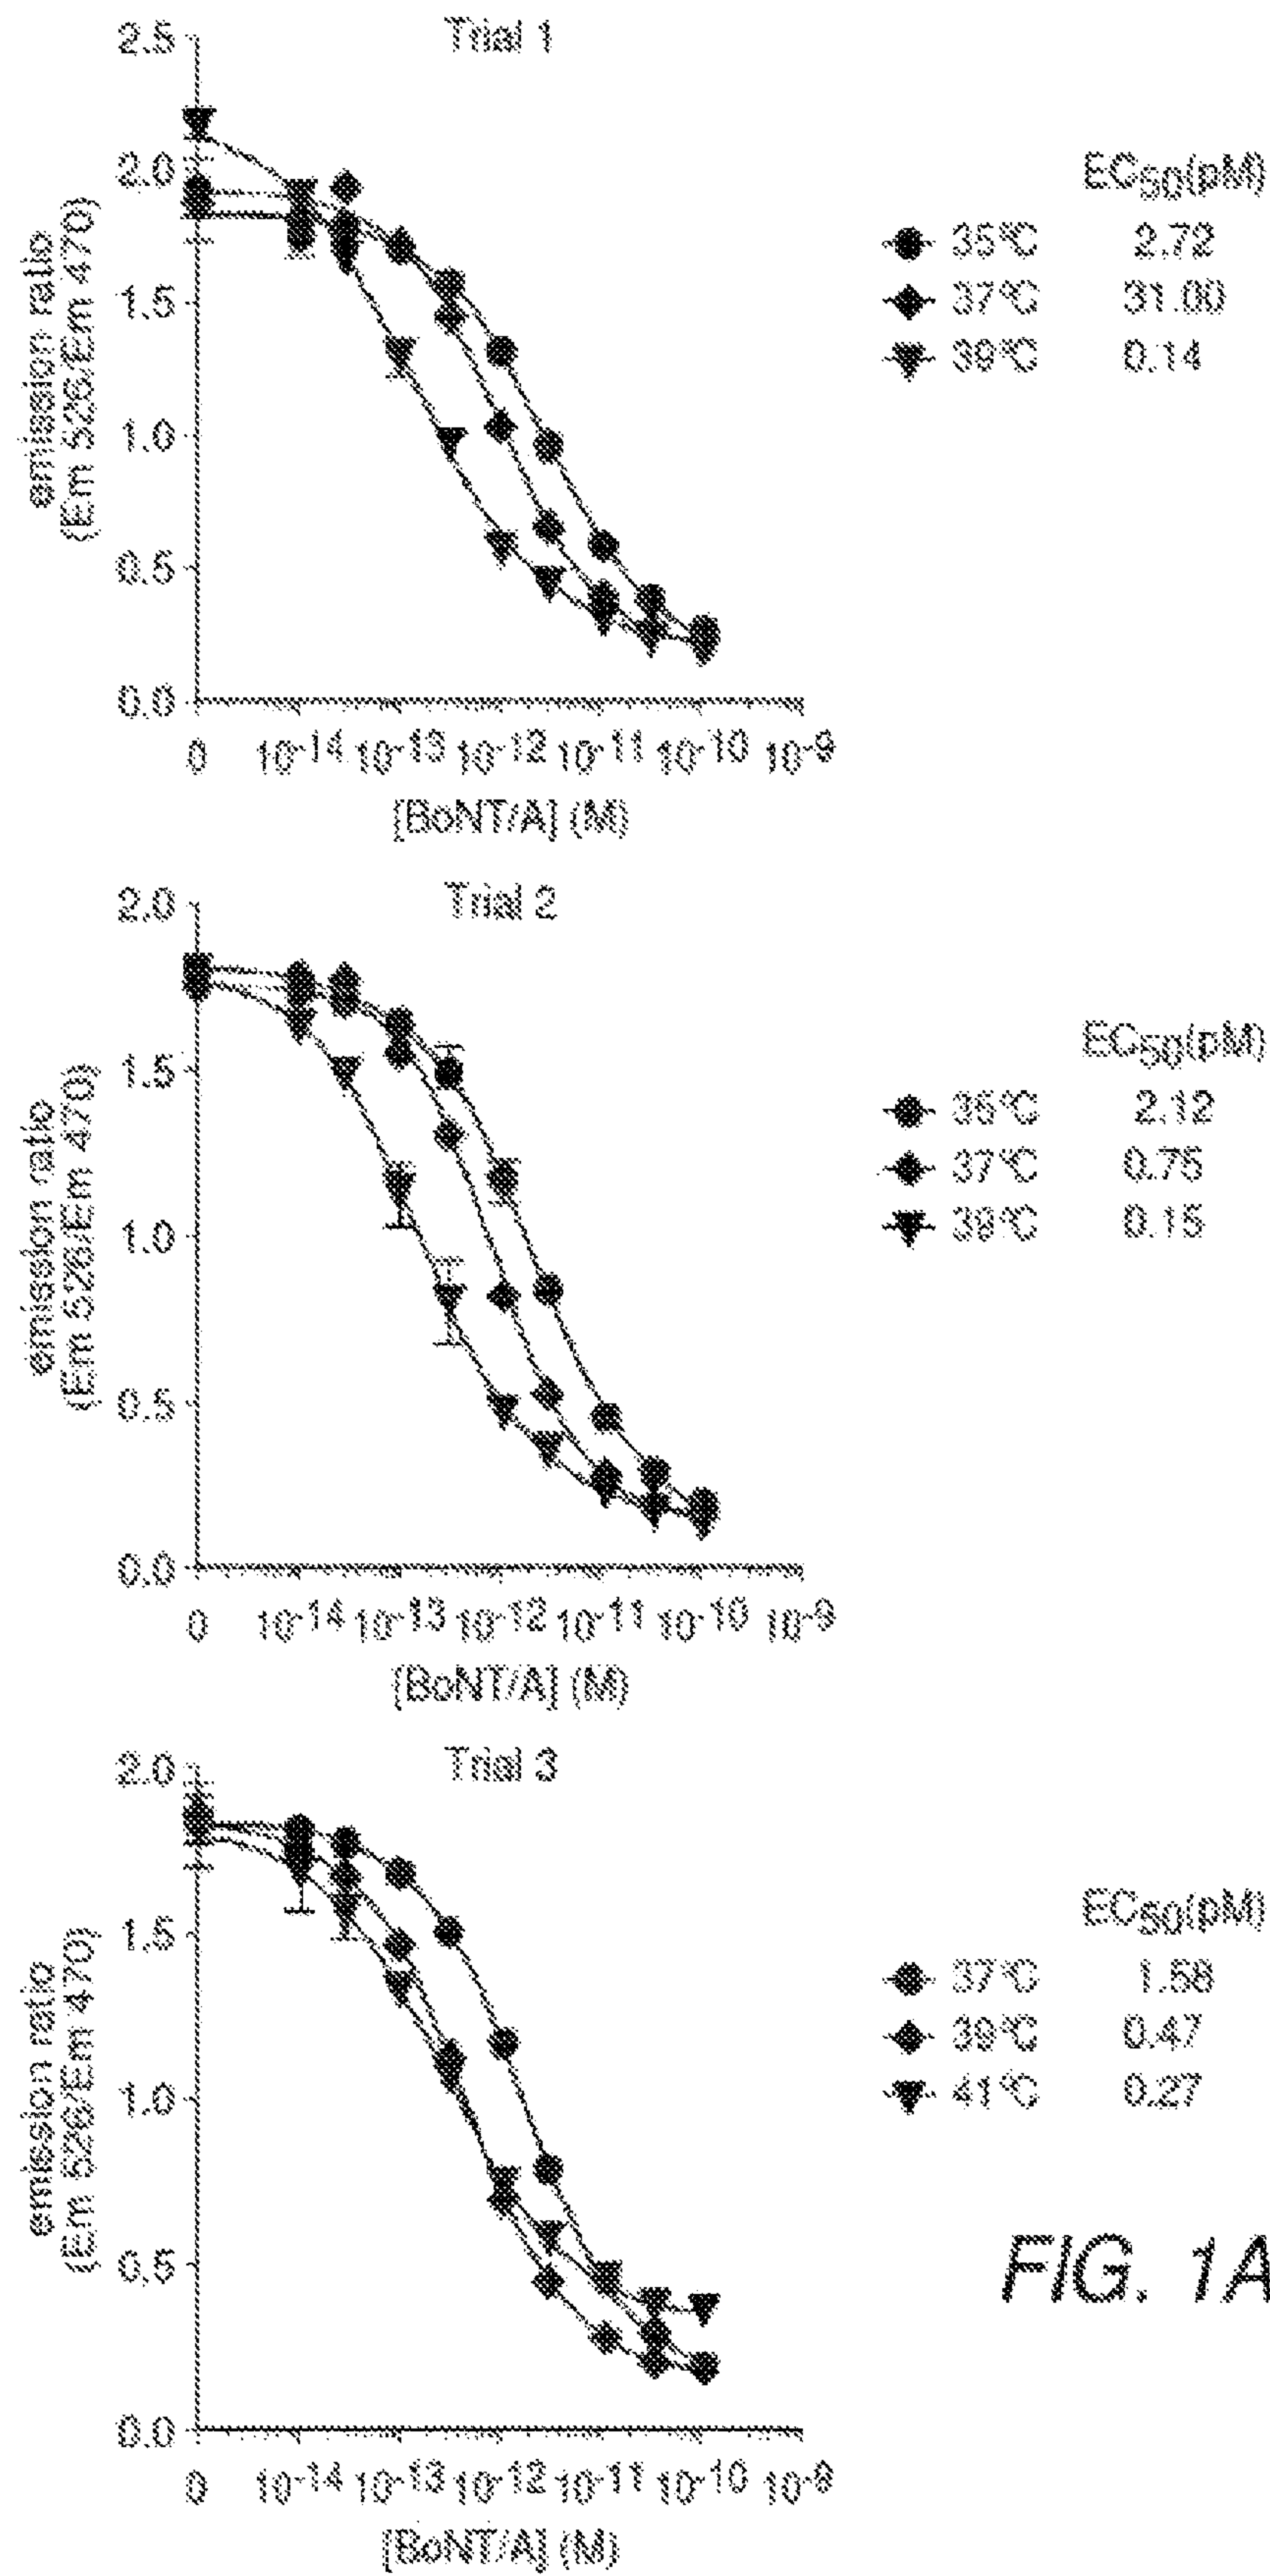 Trial 1
2.5
2.0
1.5
1.0
0.5
0.0
emission ratio
(Em 526/Em 470)
0 10-14 10-13 10-12 10-11 10-10 10-9
[BoNT/A] (M)
EC50(pM)
35°C 2.72
37°C 31.00
39°C 0.14
Trial 2
2.0
1.5
1.0
0.5
0.0
emission ratio
(Em 526/Em 470)
0 10-14 10-13 10-12 10-11 10-10 10-9
[BoNT/A] (M)
EC50(pM)
35°C 2.12
37°C 0.75
39°C 0.15
Trial 3
2.0
1.5
1.0
0.5
0.0
emission ratio
(Em 526/Em 470)
0 10-14 10-13 10-12 10-11 10-10 10-9
[BoNT/A] (M)
EC50(pM)
37°C 1.58
39°C 0.47
41°C 0.27
FIG. 1A